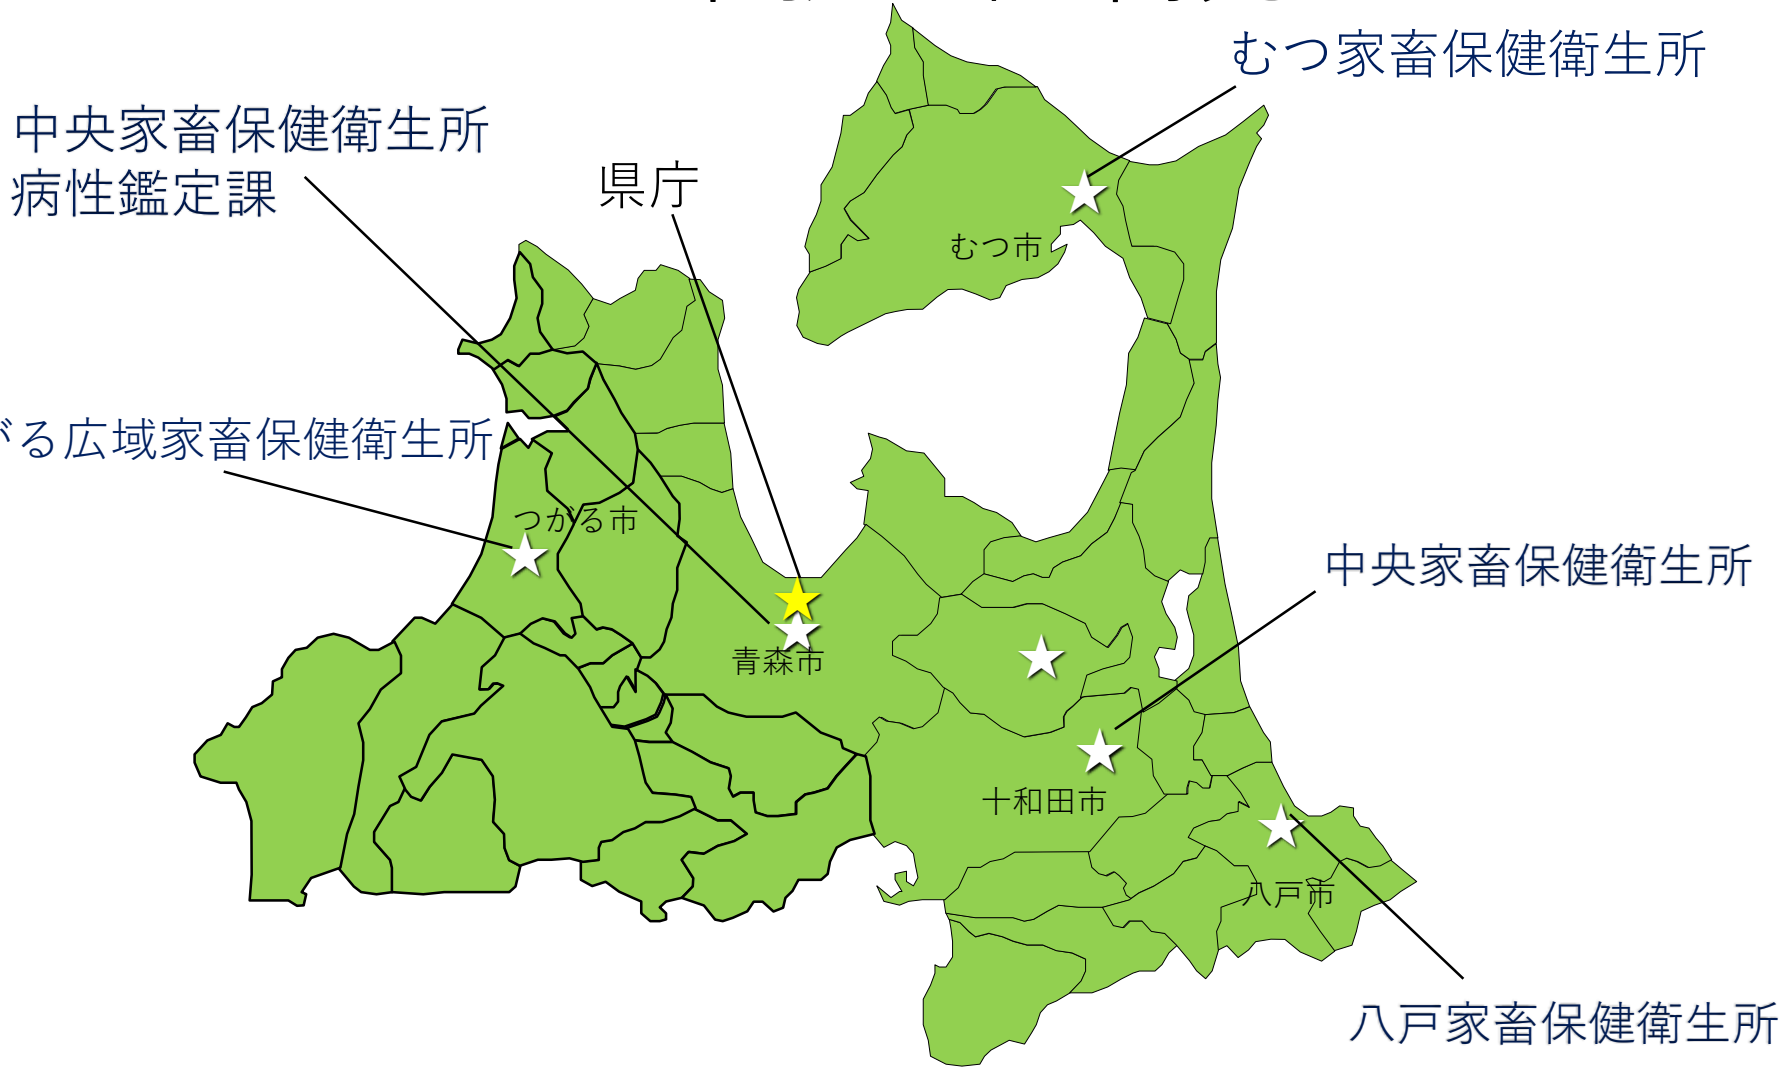 むつ家畜保健衛生所
中央家畜保健衛生所
病性鑑定課
県庁
むつ市
がる広域家畜保健衛生所
つがる市
中央家畜保健衛生所
青森市
十和田市
八戸市
八戸家畜保健衛生所